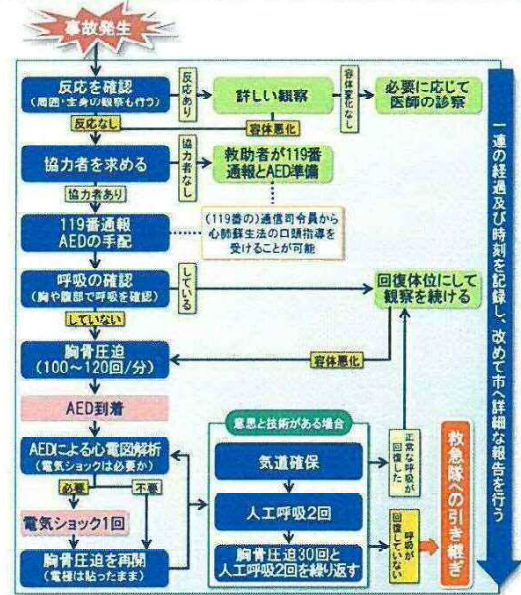 事故発生
反応を確認
(周囲・全身の観察も行う)
反応あり
詳しい観察
容体変化なし
必要に応じて
医師の診察
反応なし
容体悪化
協力者を求める
協力者なし
救助者が119番
通報とAED準備
協力者あり
119番通報
AEDの手配
(119番の)通信司令員から
心肺蘇生法の口頭指導を
受けることが可能
呼吸の確認
(胸や腹部で呼吸を確認)
している
回復体位にして
観察を続ける
していない
胸骨圧迫
(100～120回/分)
容体悪化
AED到着
AEDによる心電図解析
(電気ショックは必要か)
必要
不要
電気ショック1回
胸骨圧迫を再開
(電極は貼ったまま)
意思と技術がある場合
気道確保
人工呼吸2回
胸骨圧迫30回と
人工呼吸2回を繰り返す
正常な呼吸が
回復した
呼吸が
回復していない
救急隊への引き継ぎ
一連の経過及び時刻を記録し、改めて市へ詳細な報告を行う